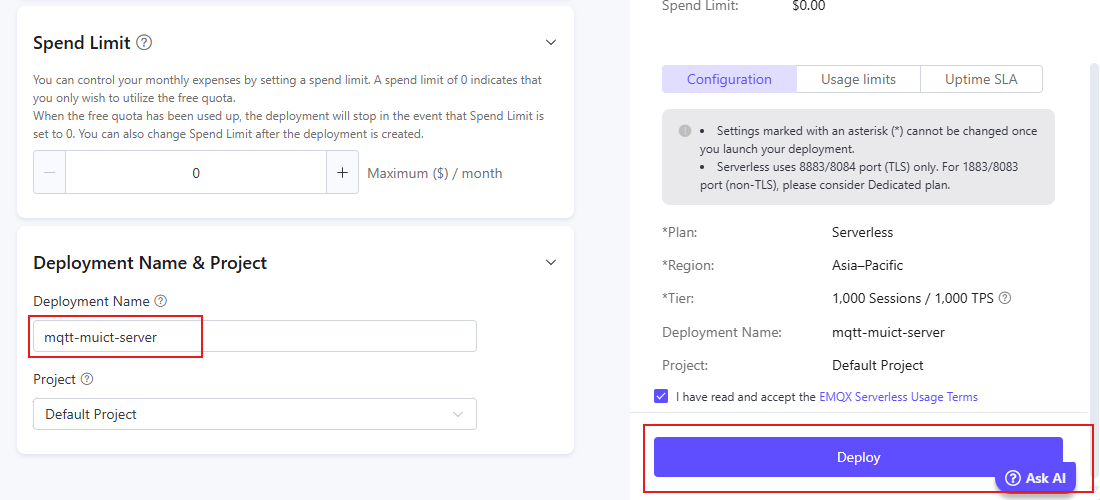 Spend Limit
You can control your monthly expenses by setting a spend limit. A spend limit of 0 indicates that
you only wish to utilize the free quota.
When the free quota has been used up, the deployment will stop in the event that Spend Limit is
set to 0. You can also change Spend Limit after the deployment is created.
0
Maximum ($) / month
Deployment Name & Project
Deployment Name
mqtt-muict-server
Project
Default Project
Spend Limit: $0.00
Configuration Usage limits Uptime SLA
• Settings marked with an asterisk (*) cannot be changed once
you launch your deployment.
• Serverless uses 8883/8084 port (TLS) only. For 1883/8083
port (non-TLS), please consider Dedicated plan.
*Plan: Serverless
*Region: Asia–Pacific
*Tier: 1,000 Sessions / 1,000 TPS
Deployment Name: mqtt-muict-server
Project: Default Project
I have read and accept the EMQX Serverless Usage Terms
Deploy
Ask AI